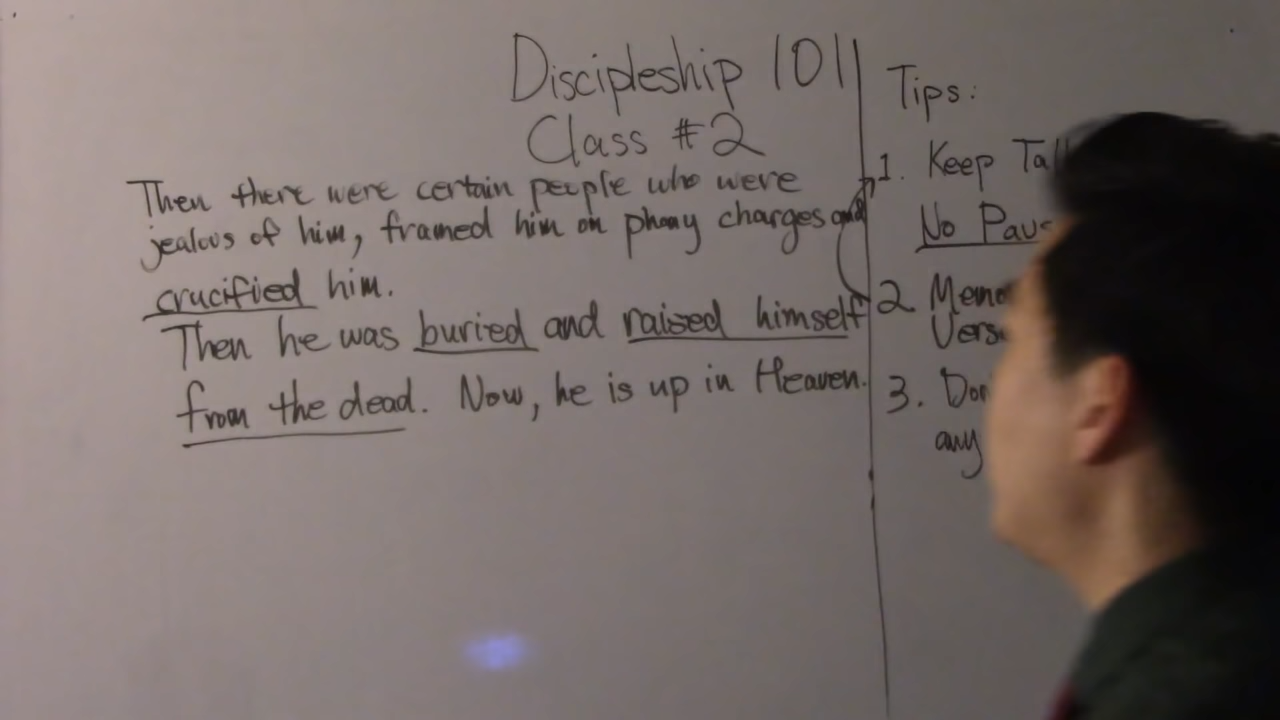 Discipleship 101
Class #2
Then there were certain people who were
jealous of him, framed him on phony charges and
crucified him.
Then he was buried and raised himself
from the dead. Now, he is up in Heaven.
Tips:
1. Keep
No
2
3.
any